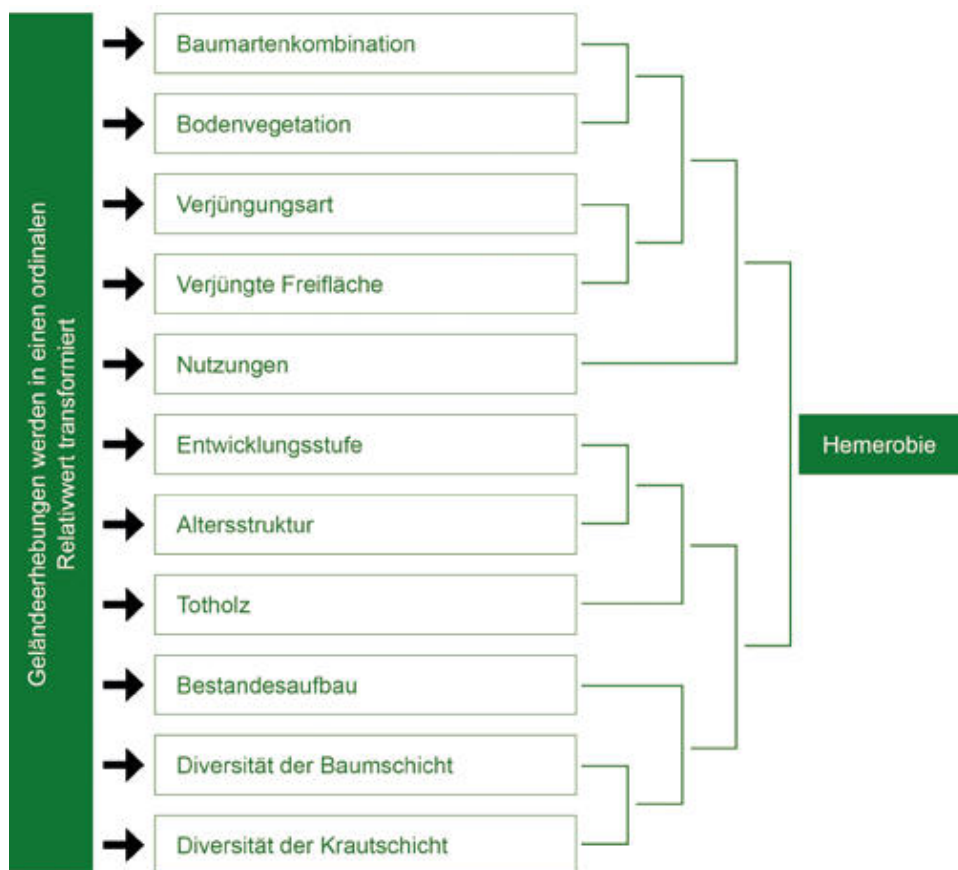 Geländeerhebungen werden in einen ordinalen
Relativwert transformiert
Baumartenkombination
Bodenvegetation
Verjüngungsart
Verjüngte Freifläche
Nutzungen
Entwicklungsstufe
Altersstruktur
Totholz
Bestandesaufbau
Diversität der Baumschicht
Diversität der Krautschicht
Hemerobie